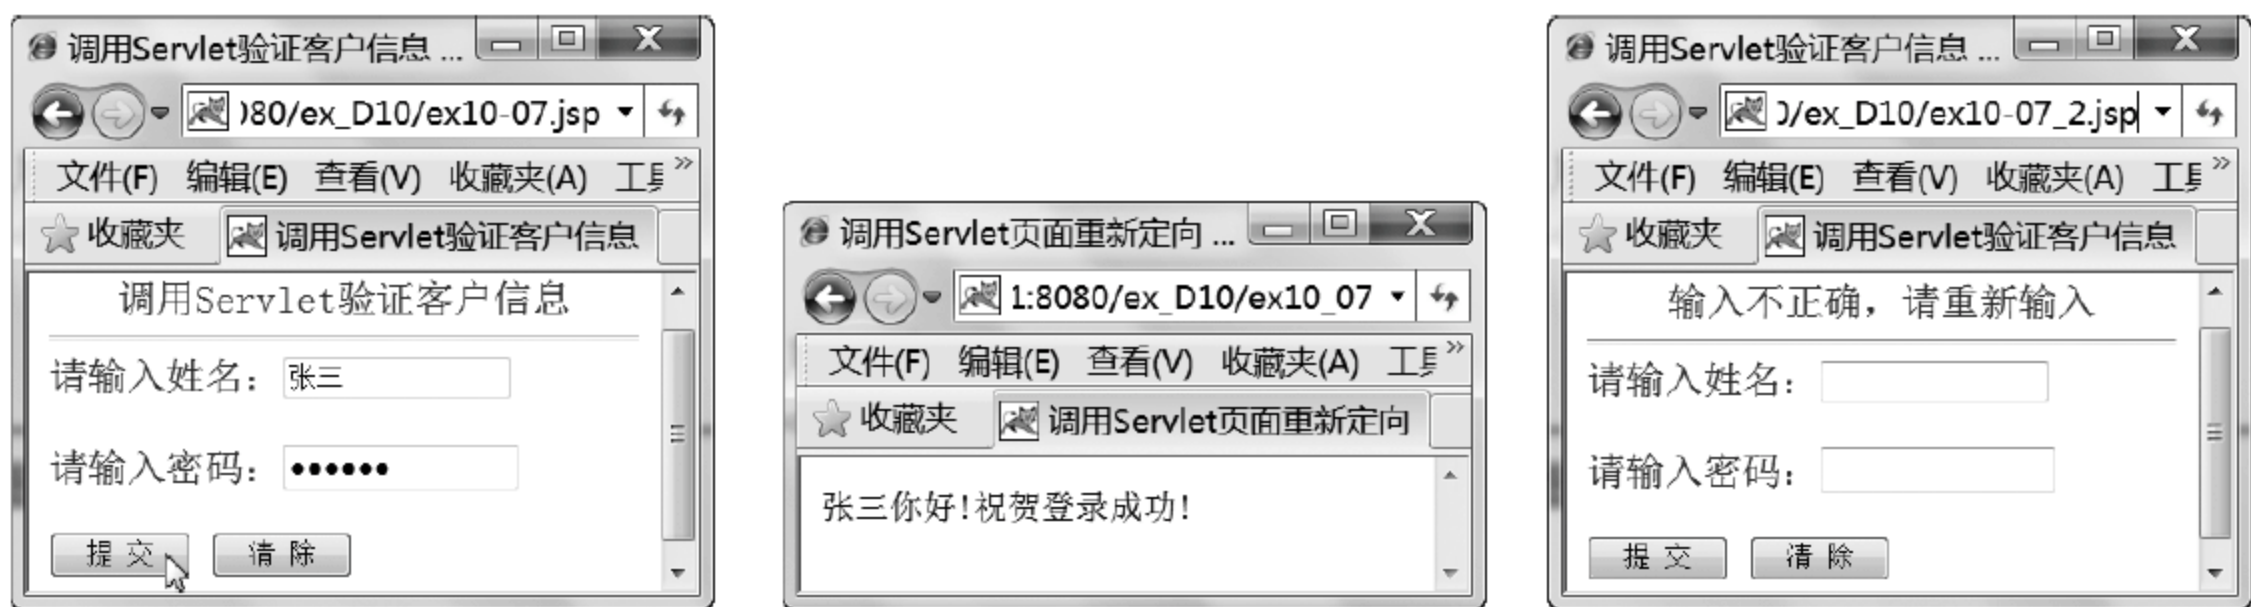 调用Servlet验证客户信息 ...
)80/ex_D10/ex10-07.jsp
文件(F) 编辑(E) 查看(V) 收藏夹(A) 工具 »
收藏夹 调用Servlet验证客户信息
调用Servlet验证客户信息
请输入姓名: 张三
请输入密码: ••••••
提 交 清 除
调用Servlet页面重新定向 ...
1:8080/ex_D10/ex10_07
文件(F) 编辑(E) 查看(V) 收藏夹(A) 工具 »
收藏夹 调用Servlet页面重新定向
张三你好!祝贺登录成功!
调用Servlet验证客户信息 ...
)/ex_D10/ex10-07_2.jsp
文件(F) 编辑(E) 查看(V) 收藏夹(A) 工具 »
收藏夹 调用Servlet验证客户信息
输入不正确，请重新输入
请输入姓名:
请输入密码:
提 交 清 除